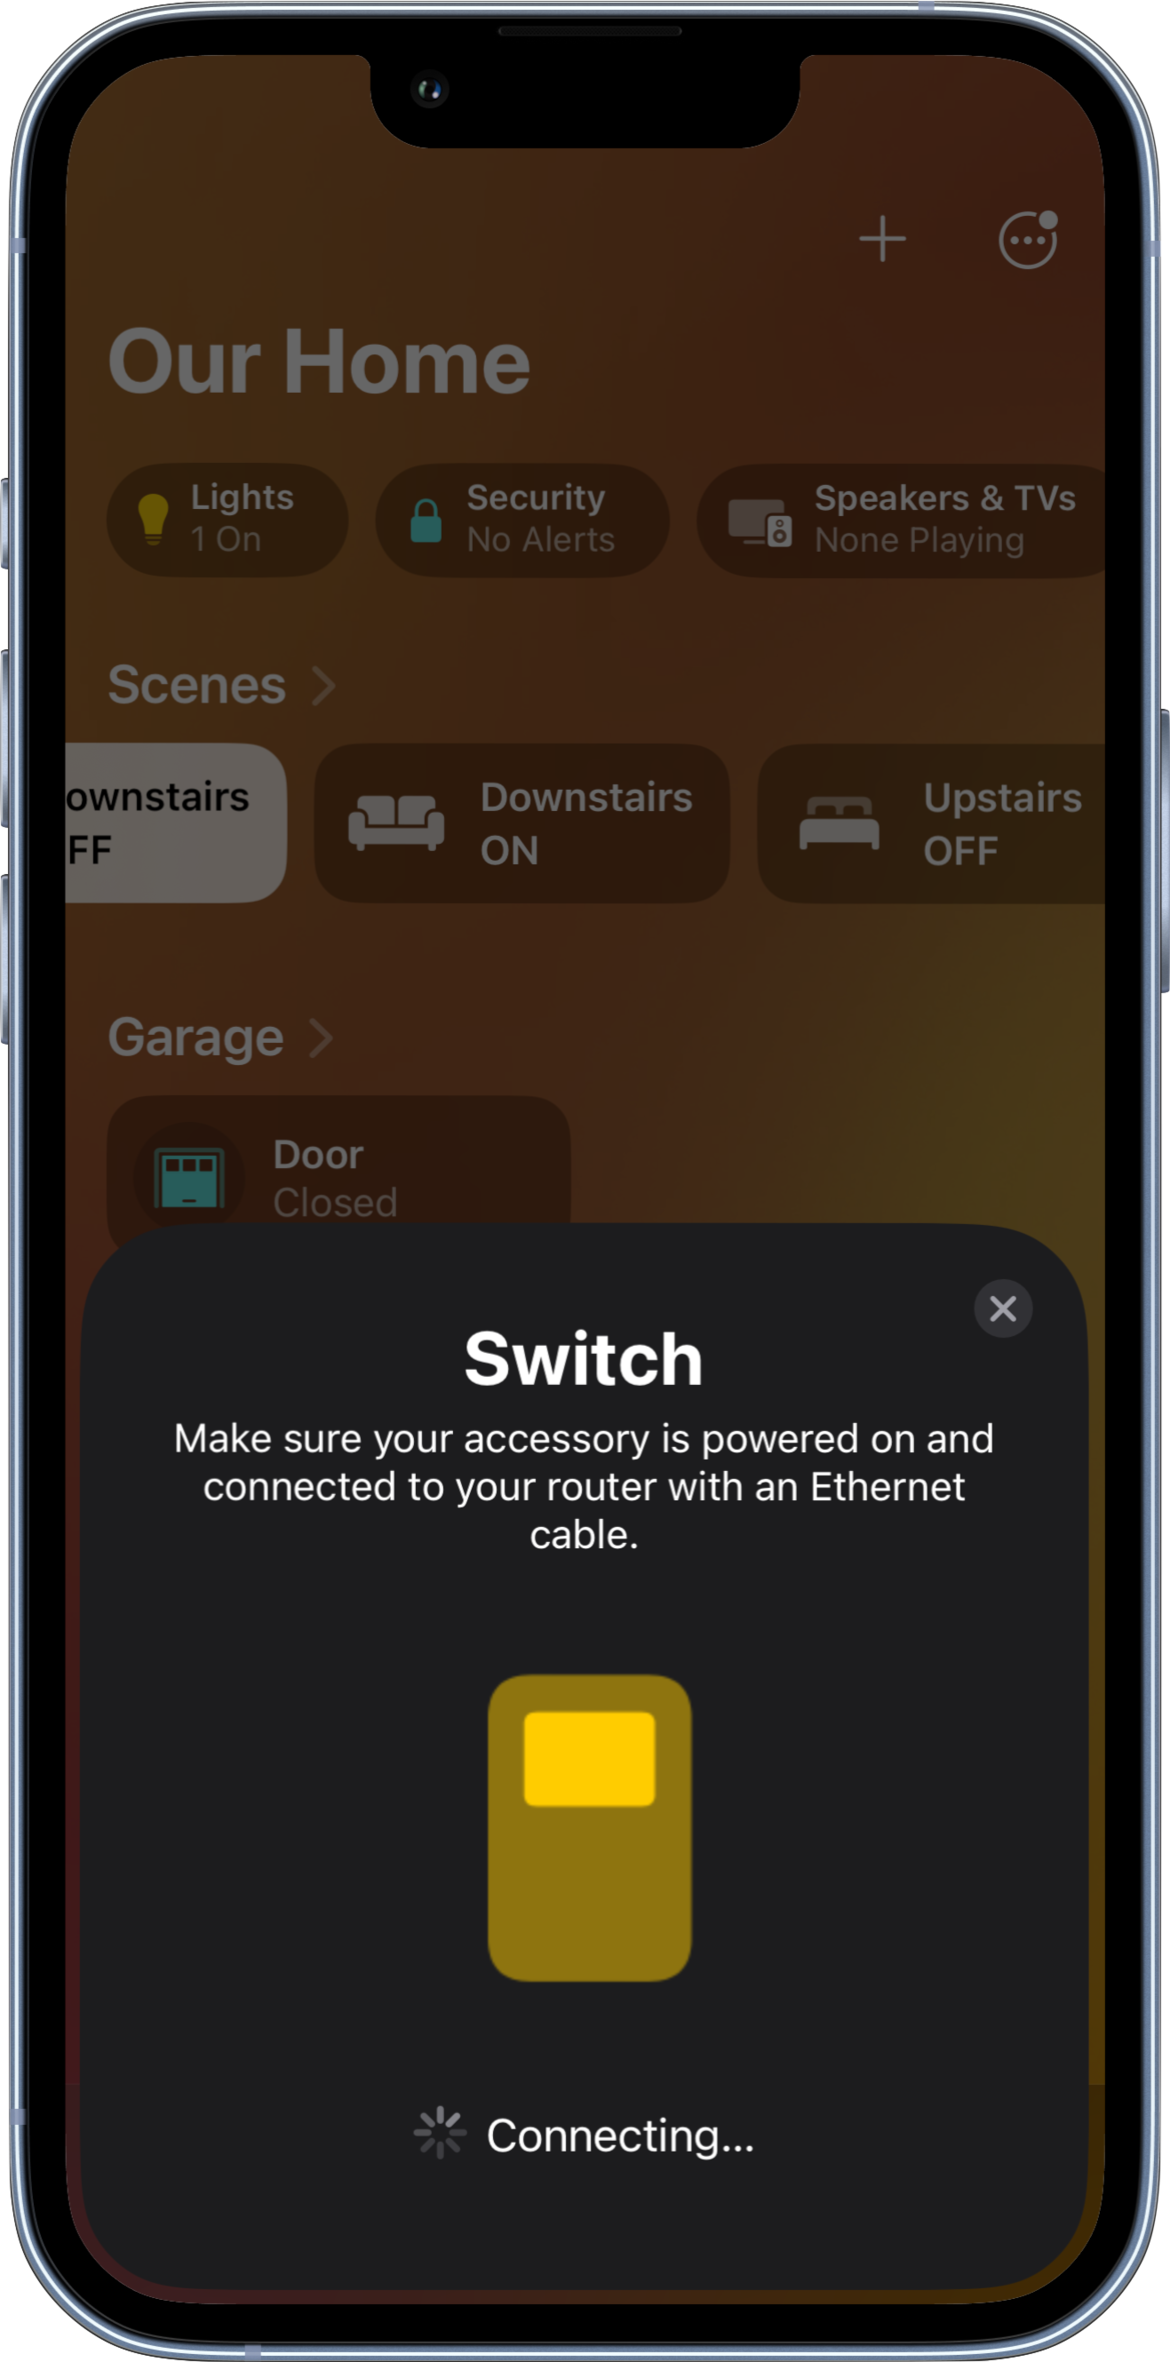 Our Home
Lights
1 On
Security
No Alerts
Speakers & TVs
None Playing
Scenes
ownstairs
FF
Downstairs
ON
Upstairs
OFF
Garage
Door
Closed
Switch
Make sure your accessory is powered on and
connected to your router with an Ethernet
cable.
Connecting...